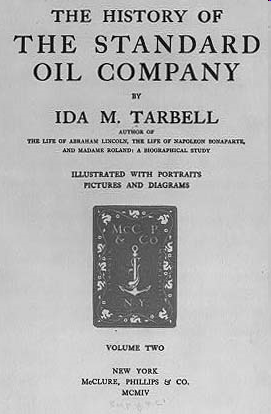 THE HISTORY OF
THE STANDARD
OIL COMPANY
BY
IDA M. TARBELL
AUTHOR OF
THE LIFE OF ABRAHAM LINCOLN, THE LIFE OF NAPOLEON BONAPARTE,
AND MADAME ROLAND: A BIOGRAPHICAL STUDY
ILLUSTRATED WITH PORTRAITS
PICTURES AND DIAGRAMS
McC P
& Co
N Y
VOLUME TWO
NEW YORK
McCLURE, PHILLIPS & CO.
MCMIV